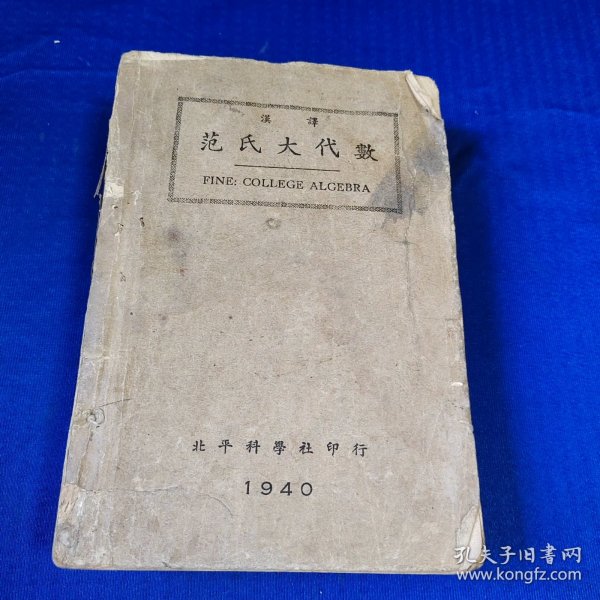 漢譯
范氏大代數
FINE: COLLEGE ALGEBRA
北平科學社印行
1940
孔夫子旧書网
www.kongfz.com